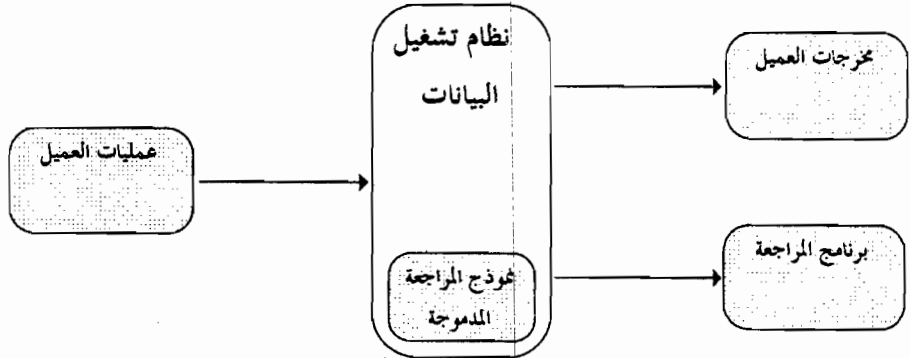 نظام تشغيل
البيانات
مخرجات العميل
عمليات العميل
برنامج المراجعة
نموذج المراجعة
المدموجة